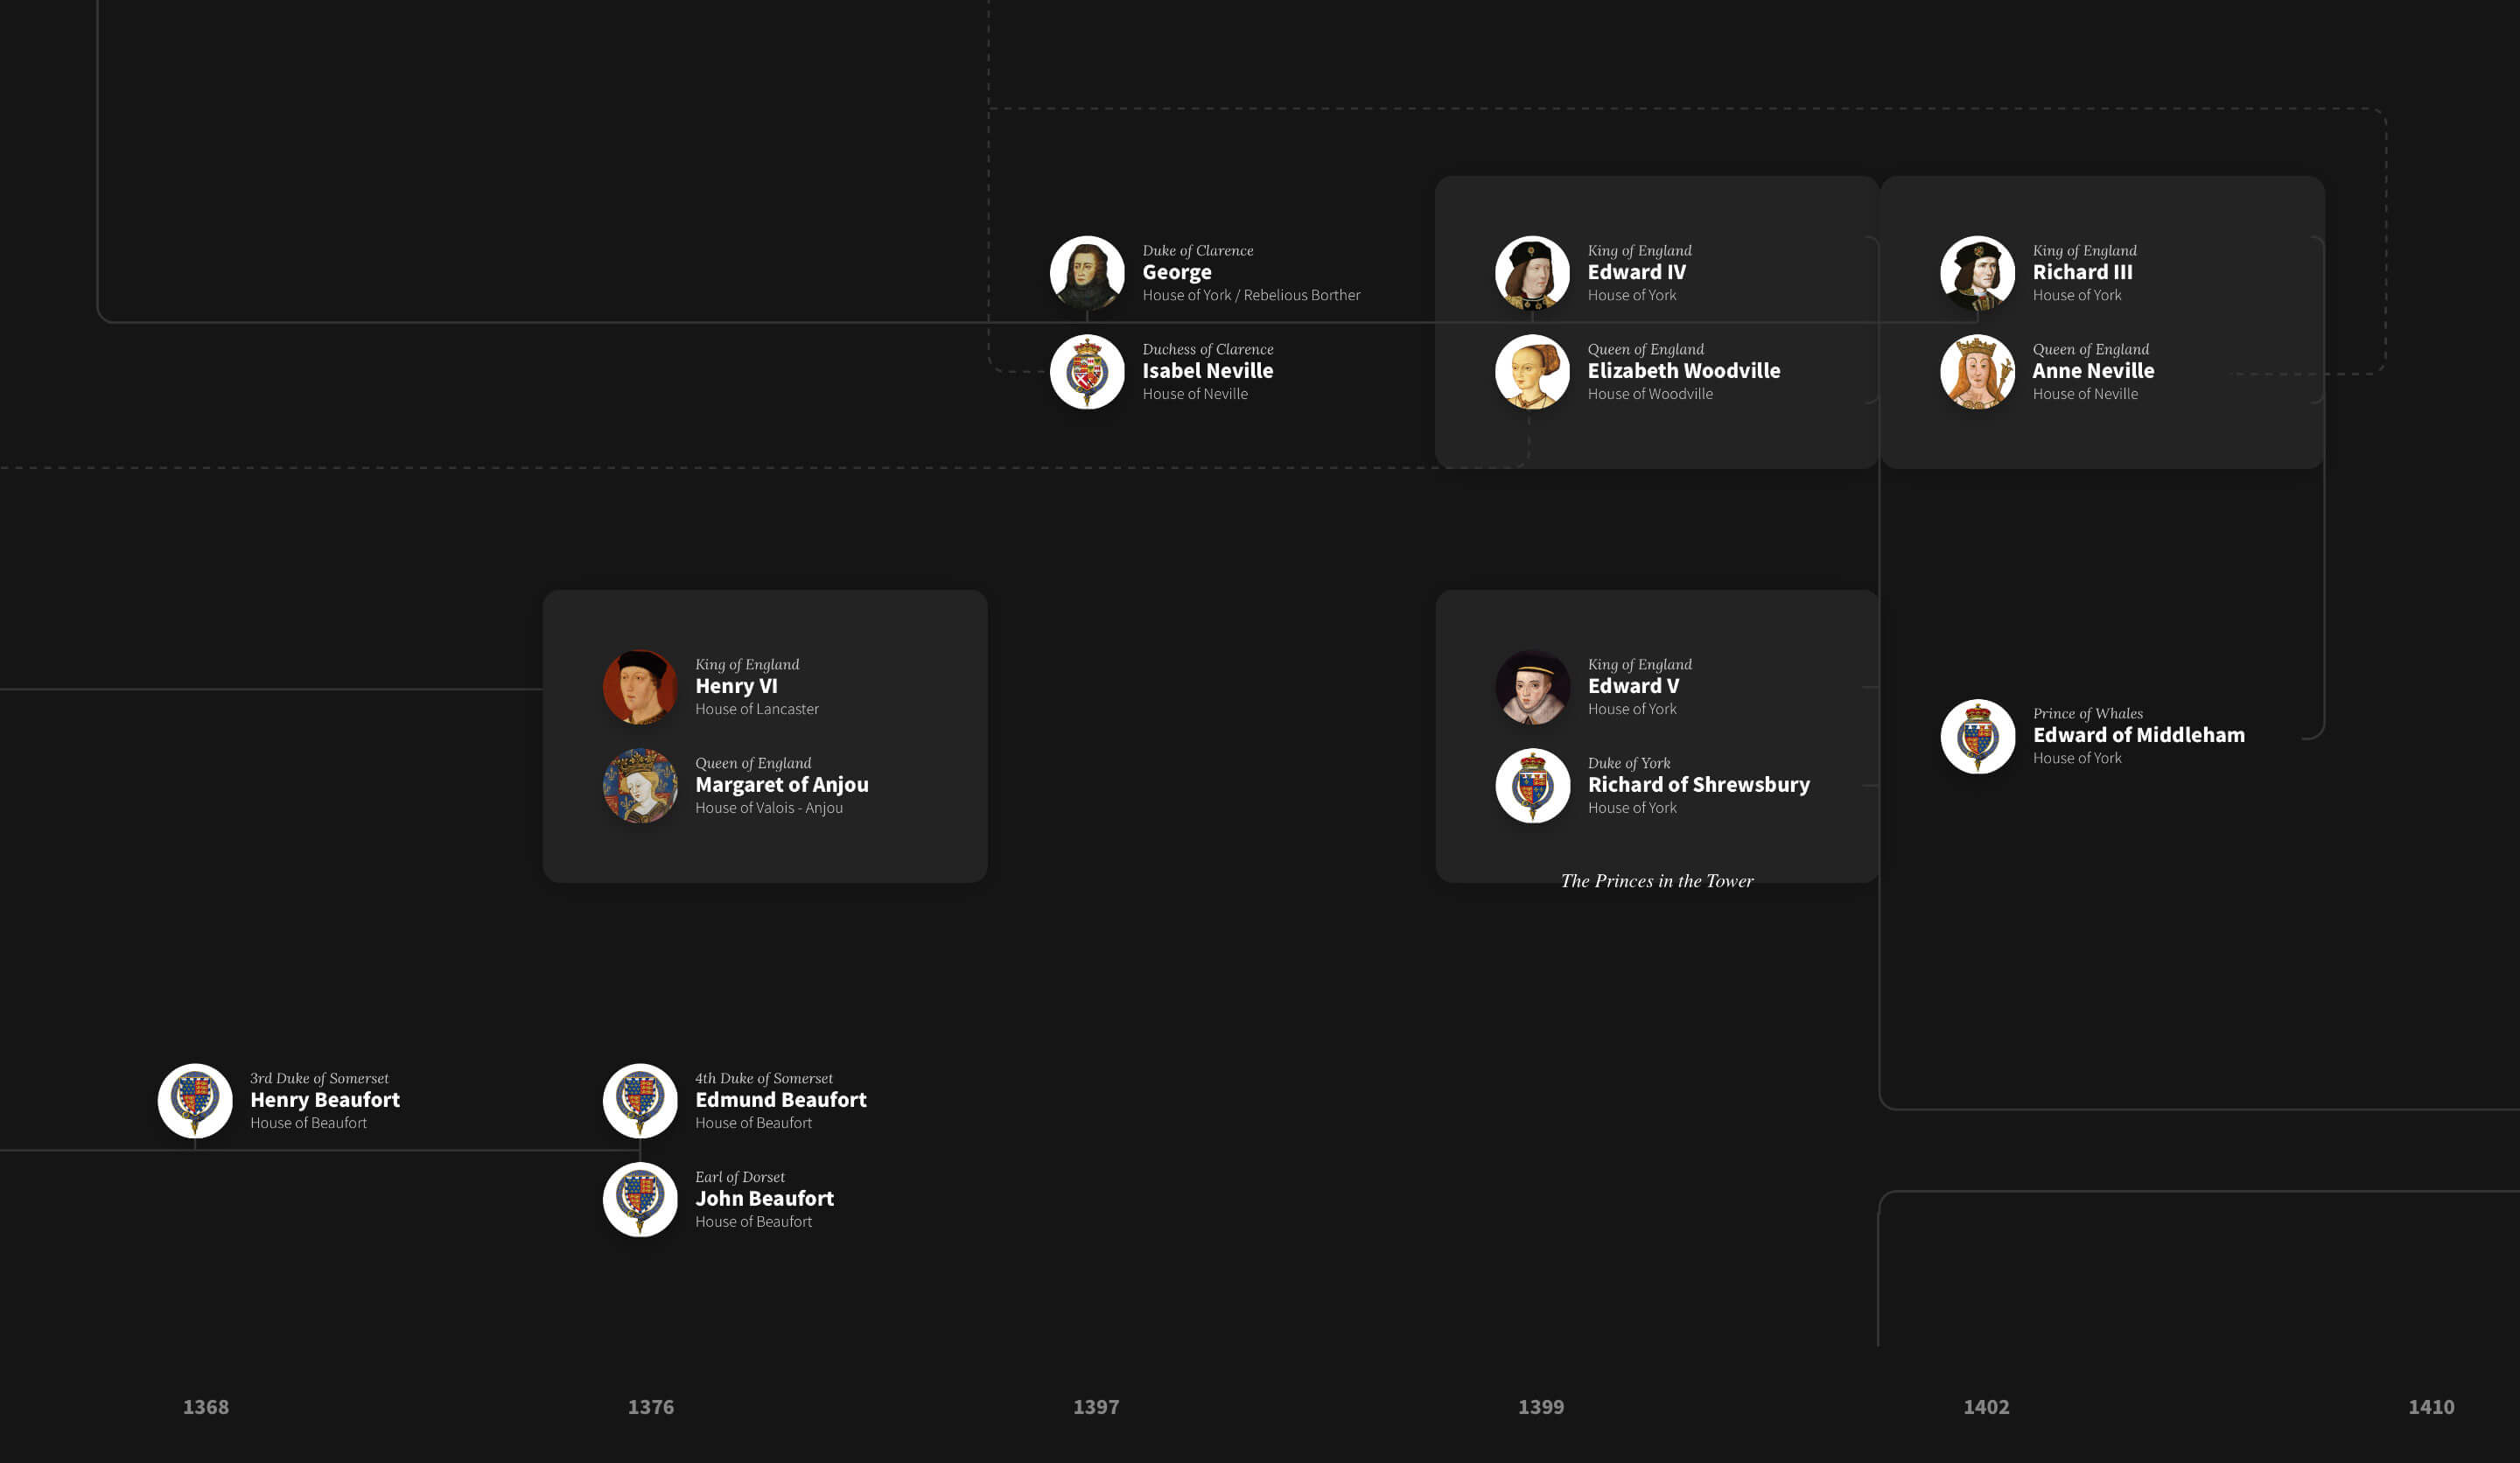 Duke of Clarence
George
House of York / Rebelious Borther
Duchess of Clarence
Isabel Neville
House of Neville
King of England
Edward IV
House of York
Queen of England
Elizabeth Woodville
House of Woodville
King of England
Richard III
House of York
Queen of England
Anne Neville
House of Neville
King of England
Henry VI
House of Lancaster
Queen of England
Margaret of Anjou
House of Valois - Anjou
King of England
Edward V
House of York
Duke of York
Richard of Shrewsbury
House of York
The Princes in the Tower
Prince of Whales
Edward of Middleham
House of York
3rd Duke of Somerset
Henry Beaufort
House of Beaufort
4th Duke of Somerset
Edmund Beaufort
House of Beaufort
Earl of Dorset
John Beaufort
House of Beaufort
1368
1376
1397
1399
1402
1410